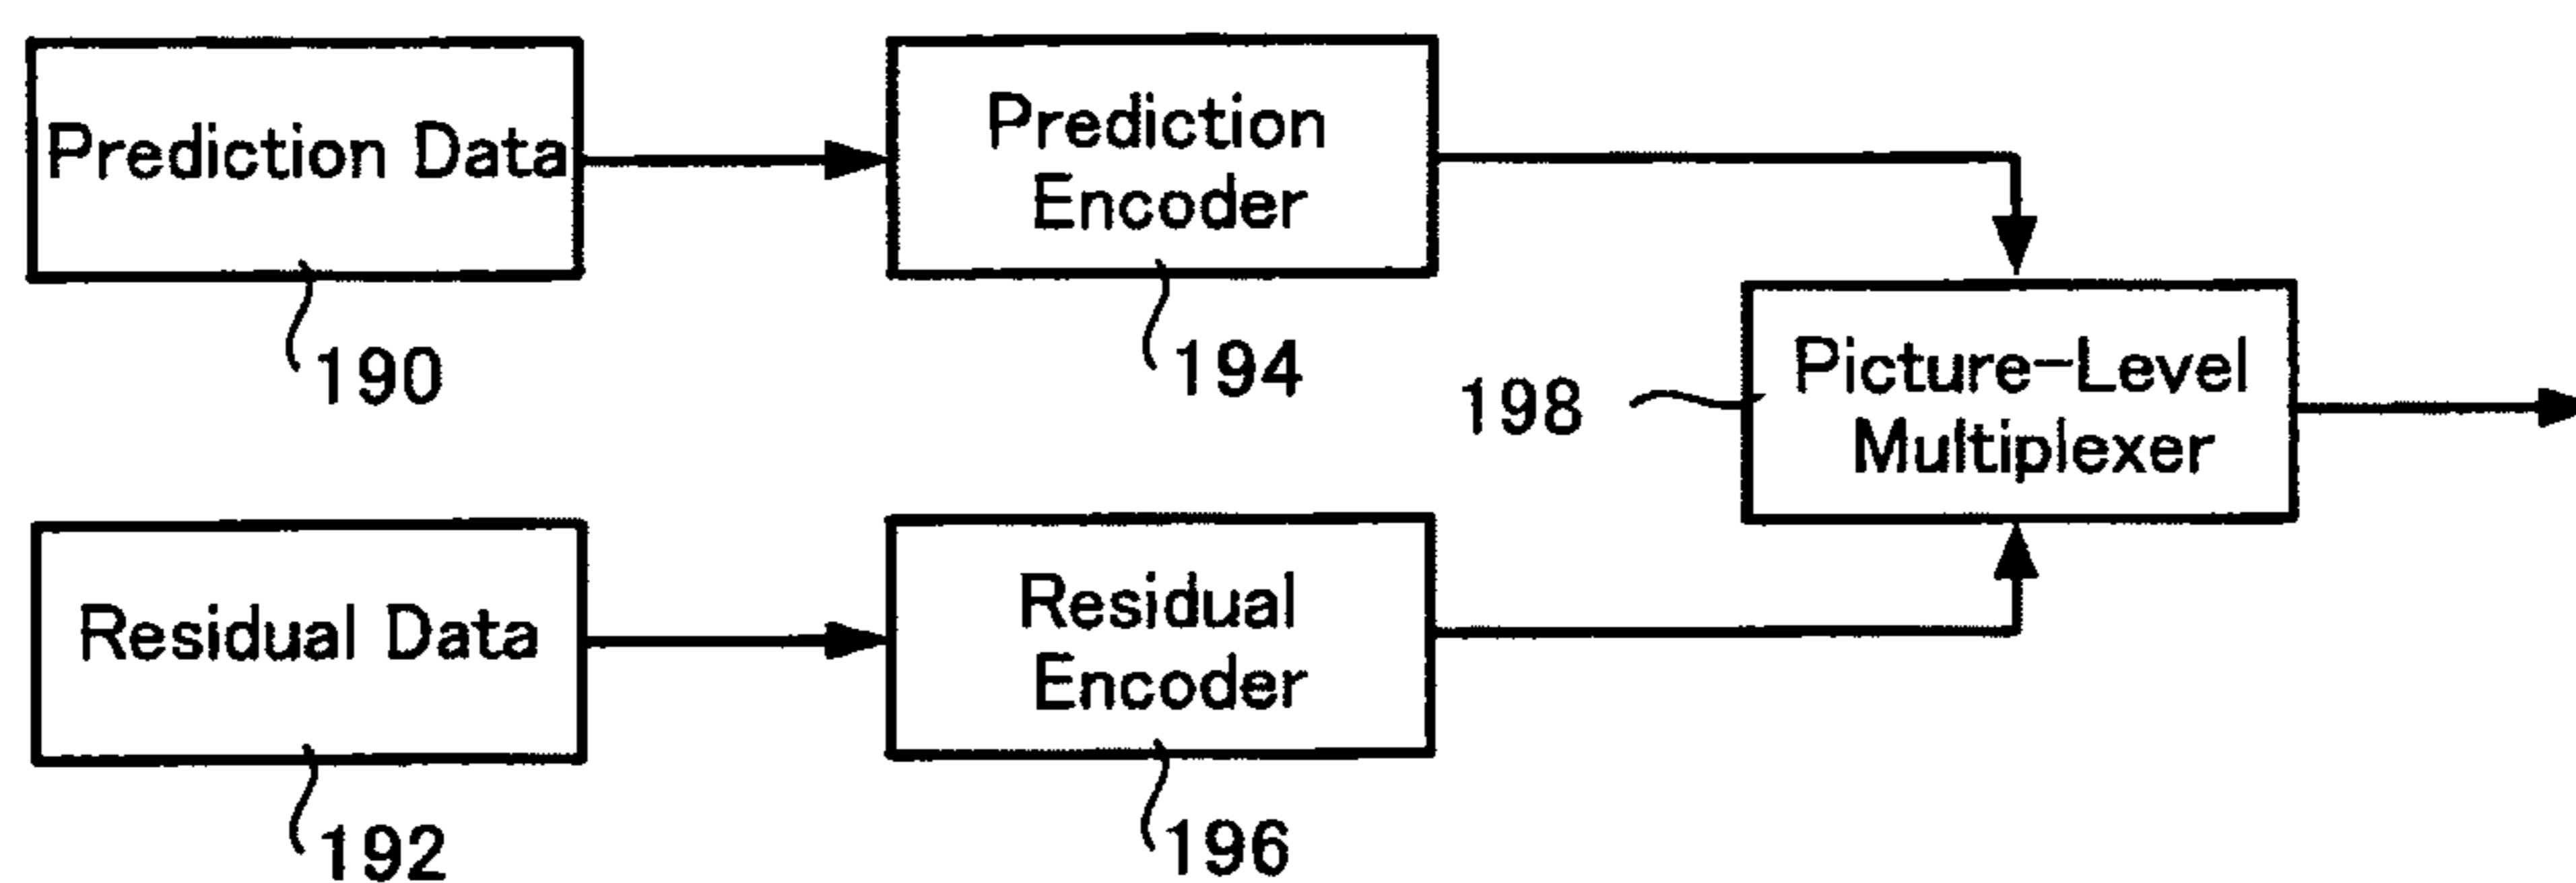 Prediction Data
190
Prediction
Encoder
194
198
Picture-Level
Multiplexer
Residual Data
192
Residual
Encoder
196